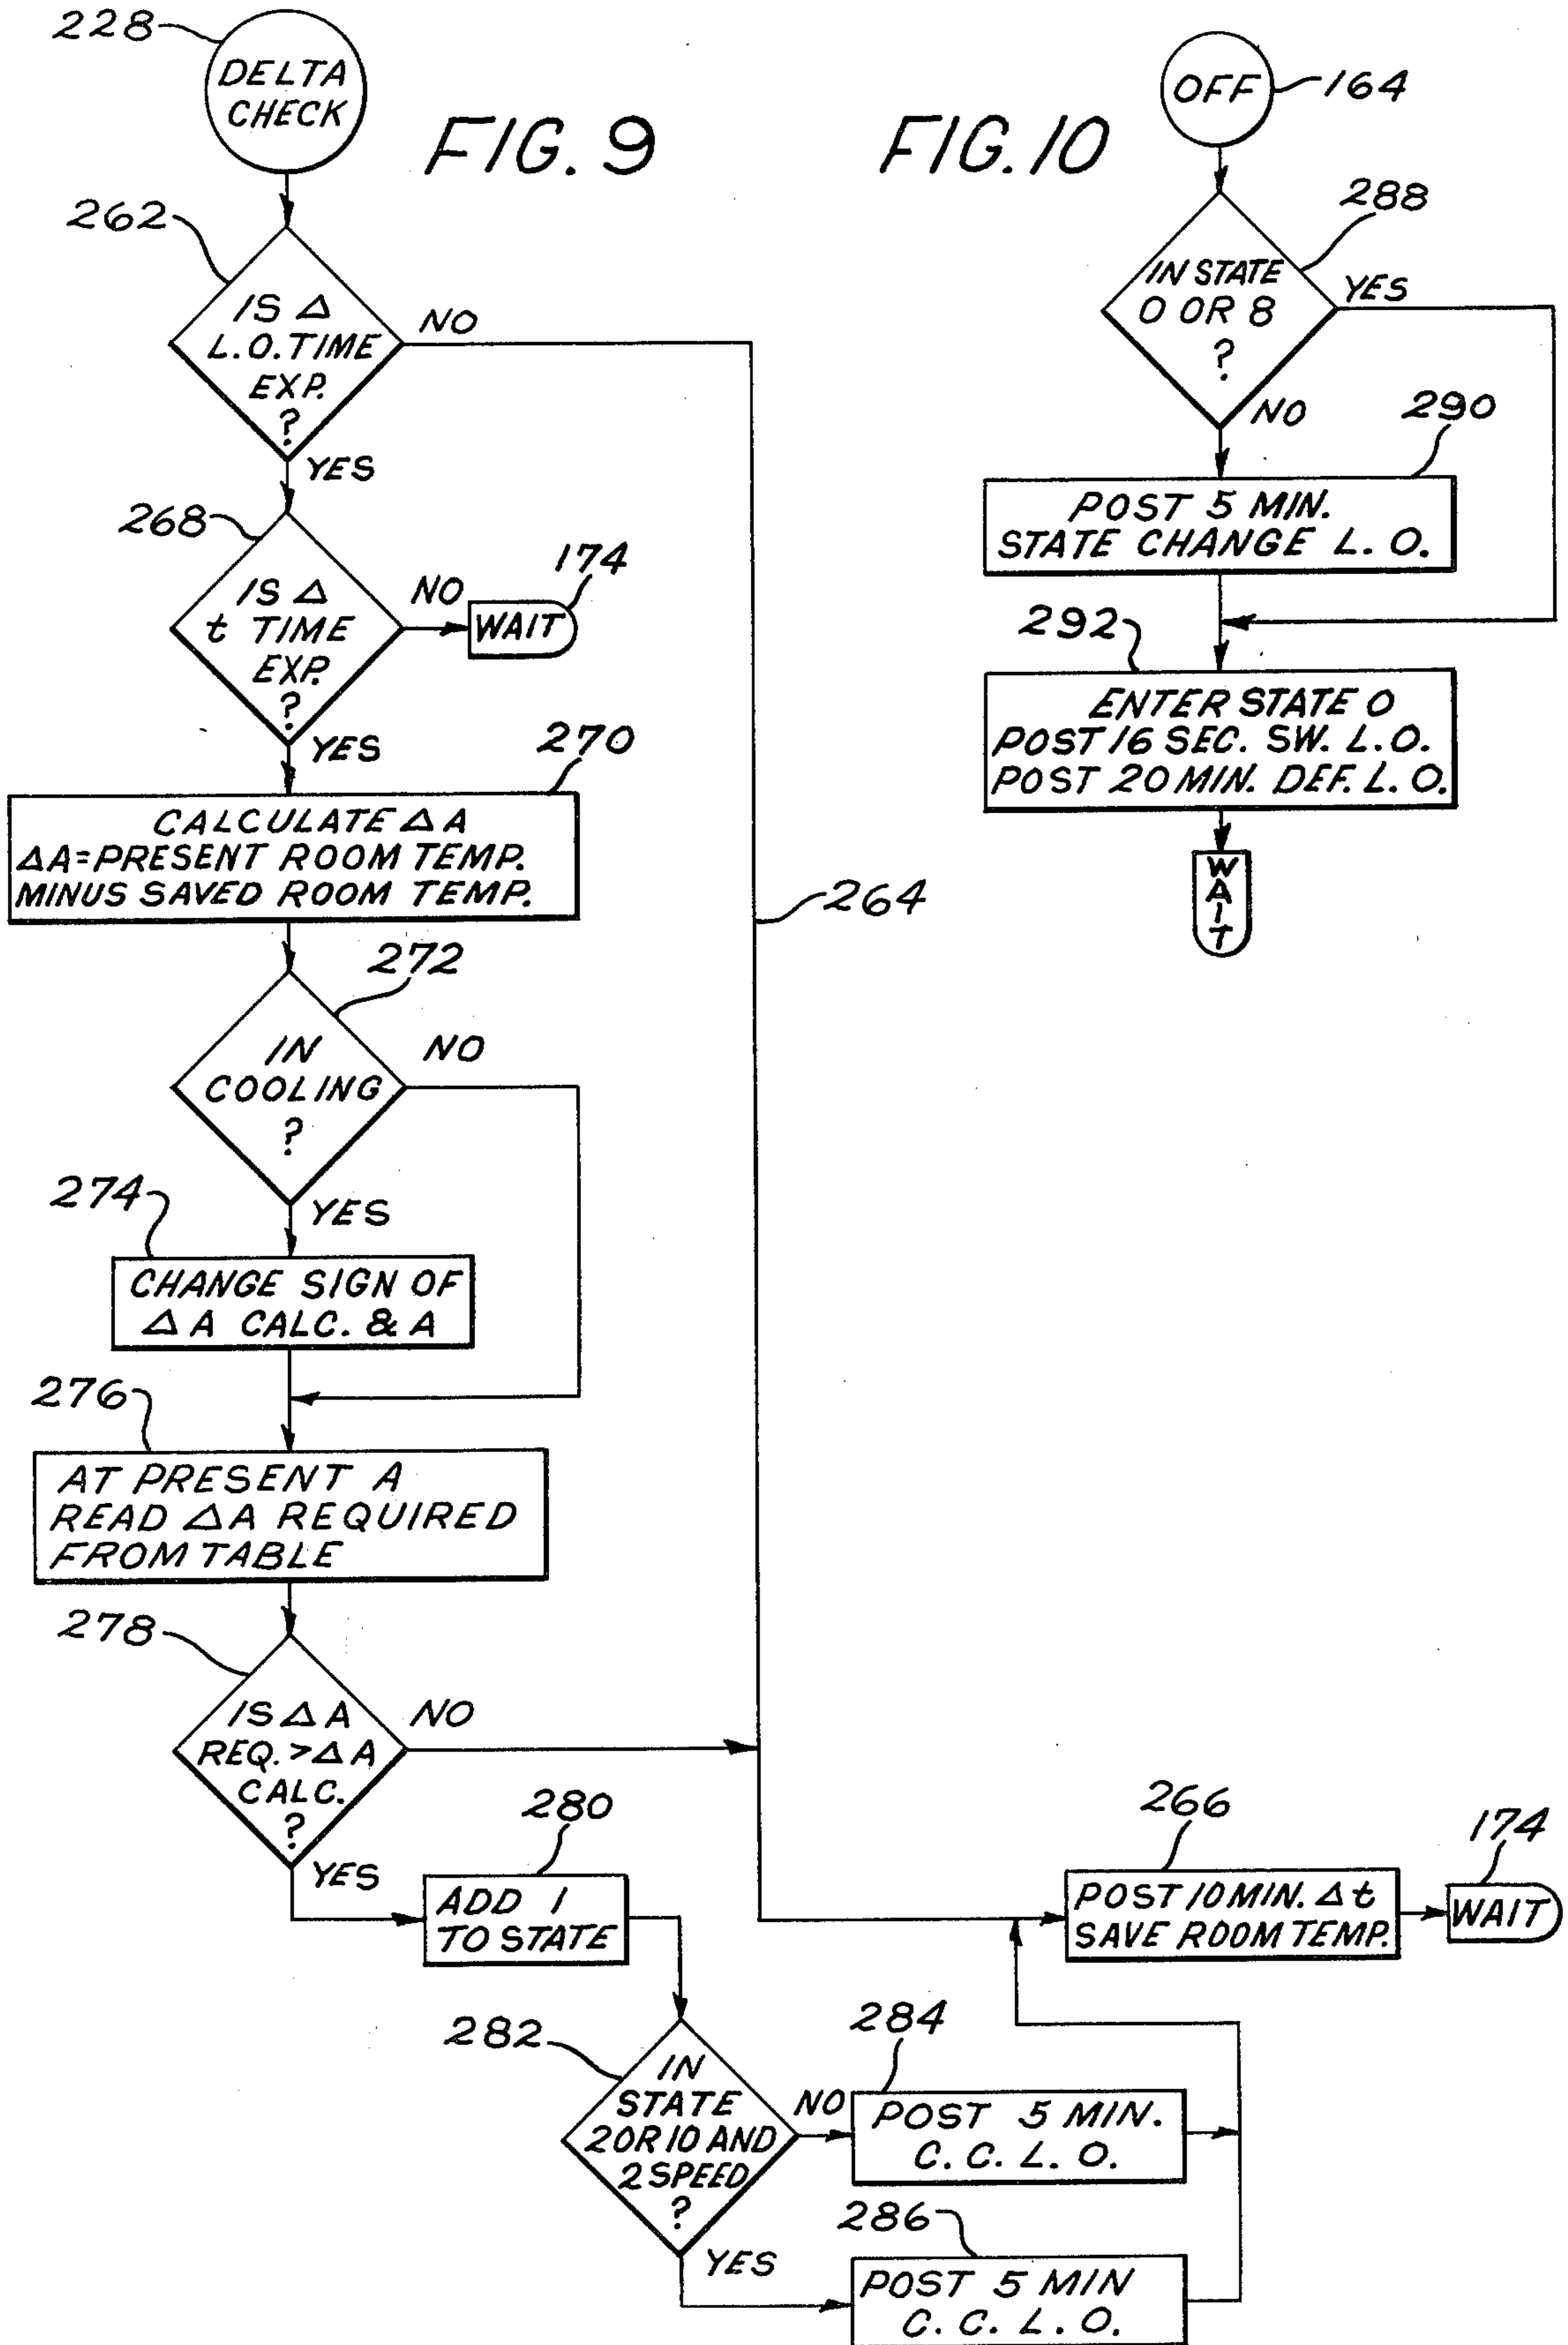 228
DELTA
CHECK
FIG. 9
262
IS Δ
L.O. TIME
EXP.
?
NO
YES
268
IS Δ
t TIME
EXP.
?
NO
174
WAIT
YES
270
CALCULATE Δ A
ΔA=PRESENT ROOM TEMP.
MINUS SAVED ROOM TEMP.
264
272
IN
COOLING
?
NO
YES
274
CHANGE SIGN OF
Δ A CALC. & A
276
AT PRESENT A
READ ΔA REQUIRED
FROM TABLE
278
IS Δ A
REQ. >Δ A
CALC.
?
NO
YES
280
ADD 1
TO STATE
266
POST 10 MIN. Δt
SAVE ROOM TEMP.
174
WAIT
282
IN
STATE
2 OR 10 AND
2 SPEED
?
NO
284
POST 5 MIN.
C. C. L. O.
YES
286
POST 5 MIN
C. C. L. O.
FIG. 10
OFF
164
288
IN STATE
0 OR 8
?
YES
NO
290
POST 5 MIN.
STATE CHANGE L. O.
292
ENTER STATE 0
POST 16 SEC. SW. L.O.
POST 20 MIN. DEF. L.O.
WAIT